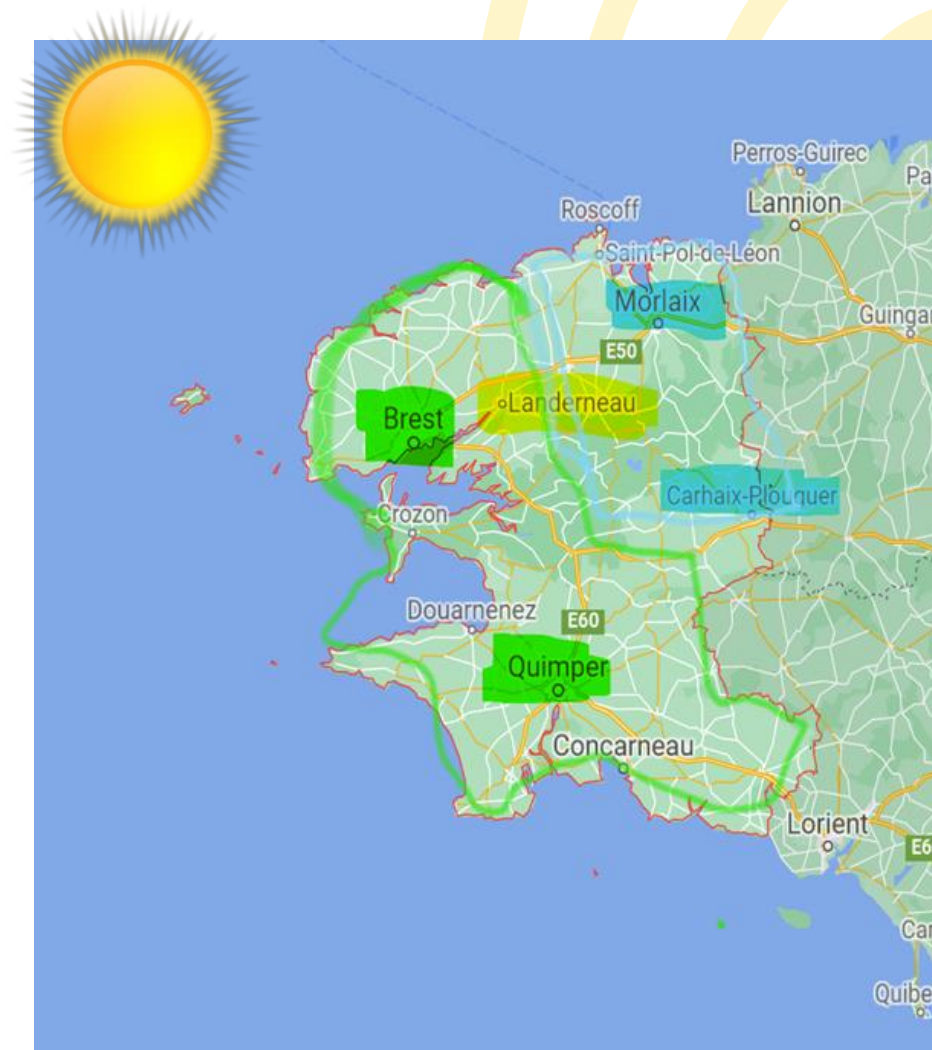 Perros-Guirec
Pa
Lannion
Roscoff
Saint-Pol-de-Léon
Morlaix
Guingar
E50
Landerneau
Brest
Carhaix-Plouguer
Crozon
Douarnenez
E60
Quimper
Concarneau
Lorient
E6
Car
Quibe